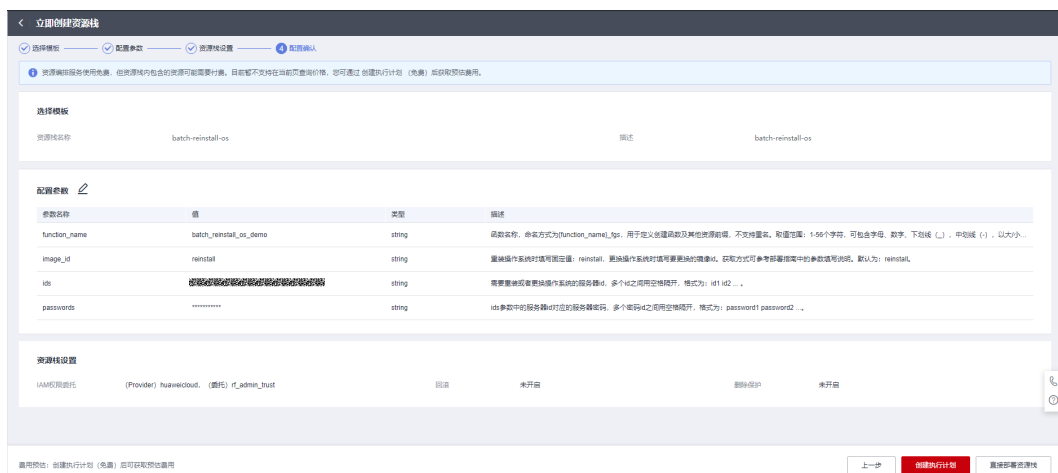 立即创建资源栈
选择模板 配置参数 资源栈设置 4 配置确认
资源编排服务使用免费，但资源栈内包含的资源可能需要付费。目前暂不支持在当前页查询价格，您可通过 创建执行计划 （免费）后获取预估费用。
选择模板
资源栈名称 batch-reinstall-os 描述 batch-reinstall-os
配置参数
参数名称 值 类型 描述
function_name batch_reinstall_os_demo string 函数名称，命名方式为{function_name}_fgs，用于定义创建函数及其他资源前缀，不支持重名。取值范围：1-56个字符，可包含字母、数字、下划线（_），中划线（-），以大/小...
image_id reinstall string 重装操作系统时填写固定值：reinstall，更换操作系统时填写要更换的镜像id。获取方式可参考部署指南中的参数填写说明。默认为：reinstall。
ids string 需要重装或者更换操作系统的服务器id，多个id之间用空格隔开，格式为：id1 id2 ...。
passwords *********** string ids参数中的服务器id对应的服务器密码，多个密码id之间用空格隔开，格式为：password1 password2 ...。
资源栈设置
IAM权限委托 (Provider) huaweicloud， (委托) rf_admin_trust 回滚 未开启 删除保护 未开启
费用预估：创建执行计划（免费）后可获取预估费用 上一步 创建执行计划 直接部署资源栈